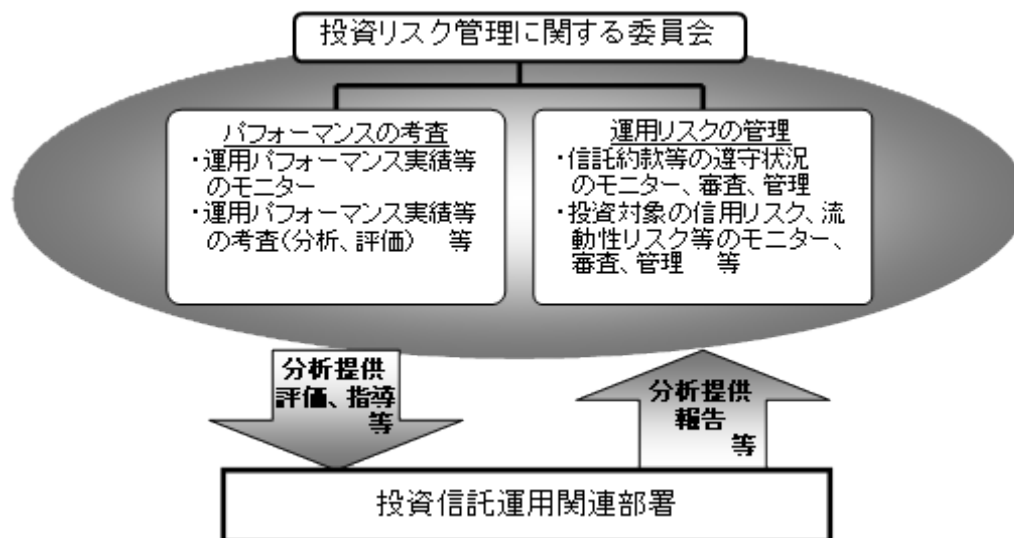 投資リスク管理に関する委員会
パフォーマンスの考査
・運用パフォーマンス実績等
のモニター
・運用パフォーマンス実績等
の考査(分析、評価) 等
運用リスクの管理
・信託約款等の遵守状況
のモニター、審査、管理
・投資対象の信用リスク、流
動性リスク等のモニター、
審査、管理 等
分析提供
評価、指導
等
分析提供
報告
等
投資信託運用関連部署